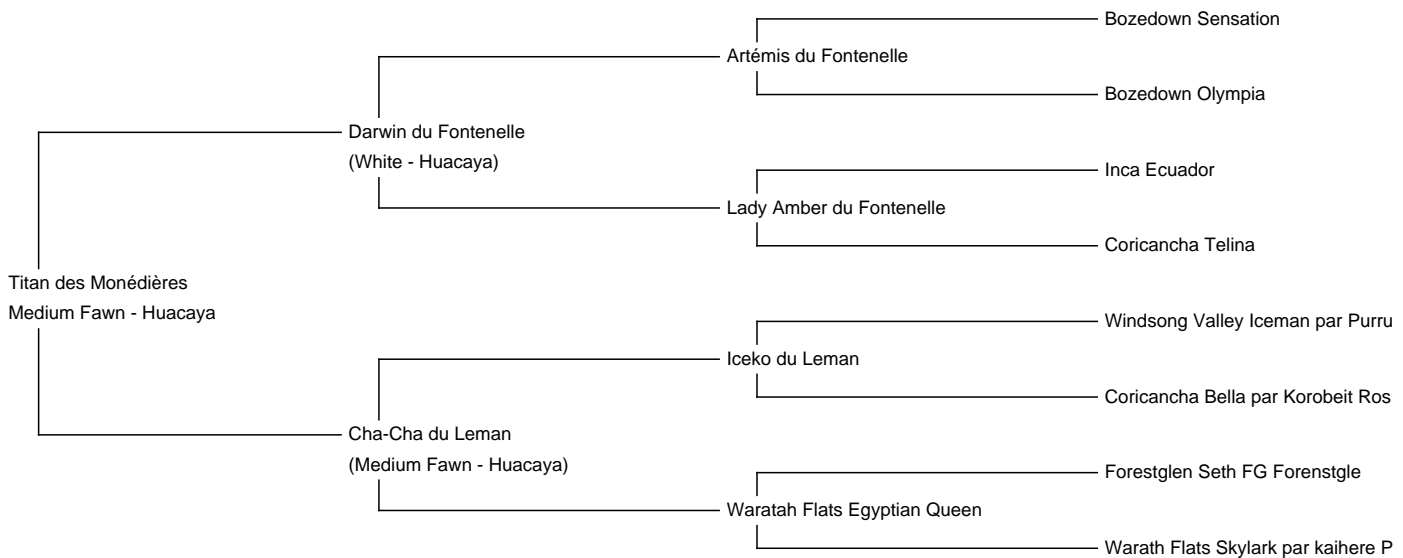 Bozedown Sensation
Artémis du Fontenelle
Bozedown Olympia
Darwin du Fontenelle
(White - Huacaya)
Inca Ecuador
Lady Amber du Fontenelle
Coricancha Telina
Titan des Monédières
Medium Fawn - Huacaya
Windsong Valley Iceman par Purru
Iceko du Leman
Coricancha Bella par Korobeit Ros
Cha-Cha du Leman
(Medium Fawn - Huacaya)
Forestglen Seth FG Forenstgle
Waratah Flats Egyptian Queen
Warath Flats Skylark par kaihere P